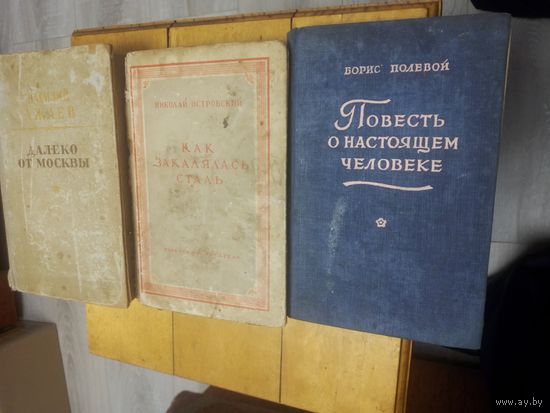 ДАЛЕКО
ОТ МОСКВЫ
НИКОЛАЙ ОСТРОВСКИЙ
КАК
ЗАКАЛЯЛАСЬ
СТАЛЬ
БОРИС ПОЛЕВОЙ
Повесть
О НАСТОЯЩЕМ
ЧЕЛОВЕКЕ
www.ay.by